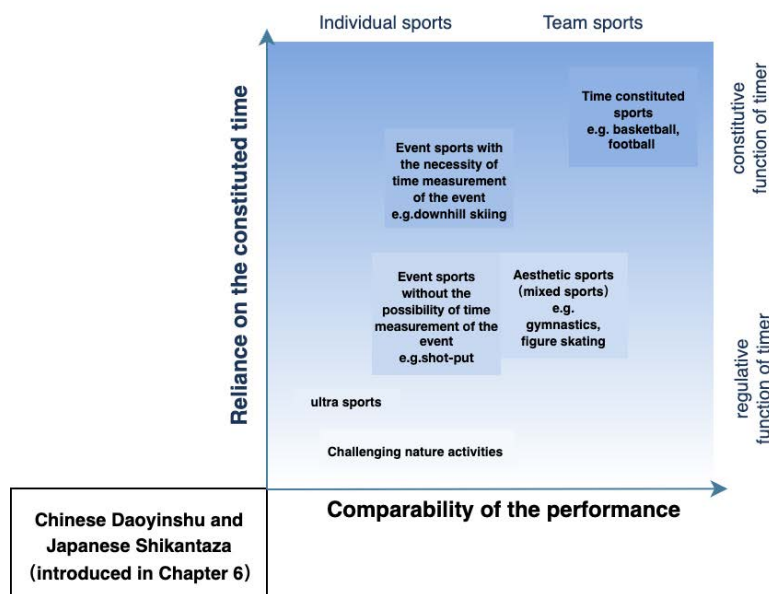 Individual sports
Team sports
Reliance on the constituted time
constitutive
function of timer
regulative
function of timer
Time constituted
sports
e.g. basketball,
football
Event sports with
the necessity of
time measurement
of the event
e.g.downhill skiing
Event sports
without the
possibility of time
measurement of the
event
e.g.shot-put
Aesthetic sports
(mixed sports)
e.g.
gymnastics,
figure skating
ultra sports
Challenging nature activities
Comparability of the performance
Chinese Daoyinshu and
Japanese Shikantaza
(introduced in Chapter 6)